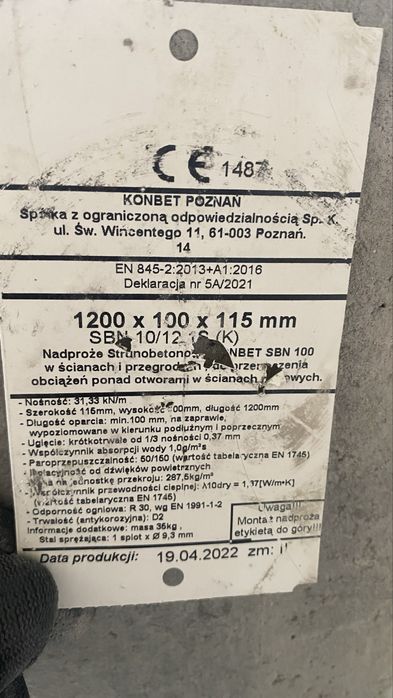 CE 1487
KONBET POZNAŃ
Spółka z ograniczoną odpowiedzialnością Sp. K.
ul. Św. Wincentego 11, 61-003 Poznań.
14
EN 845-2:2013+A1:2016
Deklaracja nr 5A/2021
1200 x 100 x 115 mm
SBN 10/12 (K)
Nadproże Strunobetonowe KONBET SBN 100
w ścianach i przegrodach przeniesienia
obciążeń ponad otworami w ścianach
- Nośność: 31,33 kN/m
- Szerokość 115mm, wysokość 100mm, długość 1200mm
- Długość oparcia: min.100 mm, na zaprawie,
wypoziomowane w kierunku podłużnym i poprzecznym
- Ugięcie: krótkotrwałe od 1/3 nośności 0,37 mm
- Współczynnik absorpcji wody 1,0g/m²s
- Paroprzepuszczalność: 50/150 (wartość tabelaryczna EN 1745)
- Izolacyjność od dźwięków powietrznych
- Masa na jednostkę przekroju: 287,5kg/m²
- Współczynnik przewodności cieplnej: λ10dry = 1,37[W/m•K]
(wartość tabelaryczna EN 1745)
- Odporność ogniowa: R 30, wg EN 1991-1-2
- Trwałość (antykorozyjna): D2
Informacje dodatkowe: masa 35kg,
Stal sprężająca: 1 splot x Ø 9,3 mm
Uwaga!!!
Montaż nadproża
etykietą do góry!!!
Data produkcji: 19.04.2022 zm: